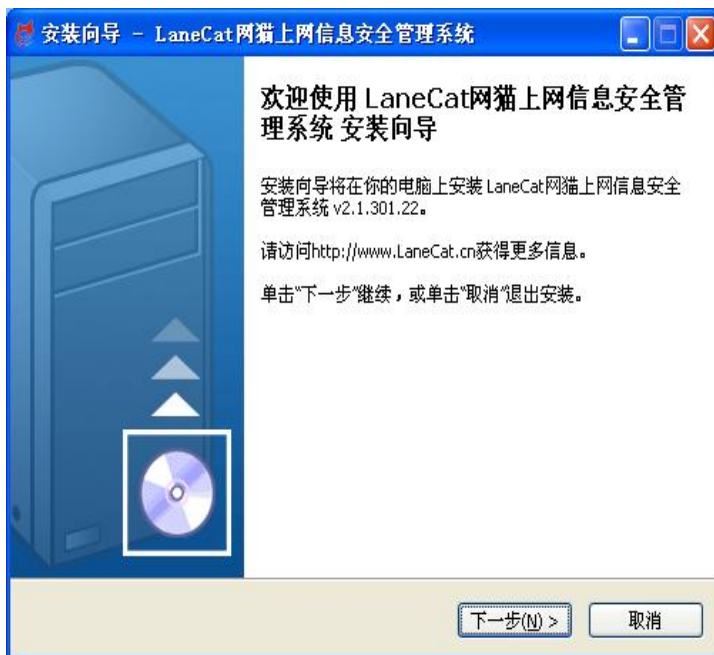 安装向导 - LaneCat网猫上网信息安全管理系统
欢迎使用 LaneCat网猫上网信息安全管
理系统 安装向导
安装向导将在你的电脑上安装 LaneCat网猫上网信息安全
管理系统 v2.1.301.22。
请访问http://www.LaneCat.cn获得更多信息。
单击“下一步”继续，或单击“取消”退出安装。
下一步(N) >
取消